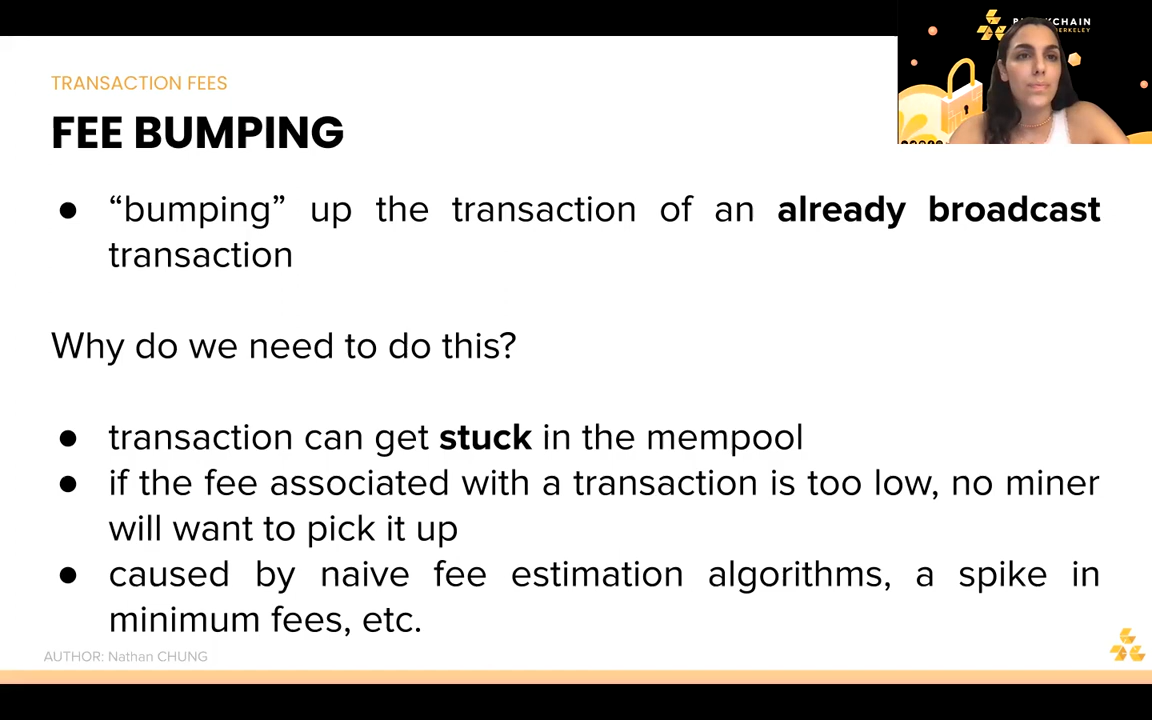 TRANSACTION FEES
FEE BUMPING
● “bumping” up the transaction of an already broadcast
transaction
Why do we need to do this?
● transaction can get stuck in the mempool
● if the fee associated with a transaction is too low, no miner
will want to pick it up
● caused by naive fee estimation algorithms, a spike in
minimum fees, etc.
AUTHOR: Nathan CHUNG